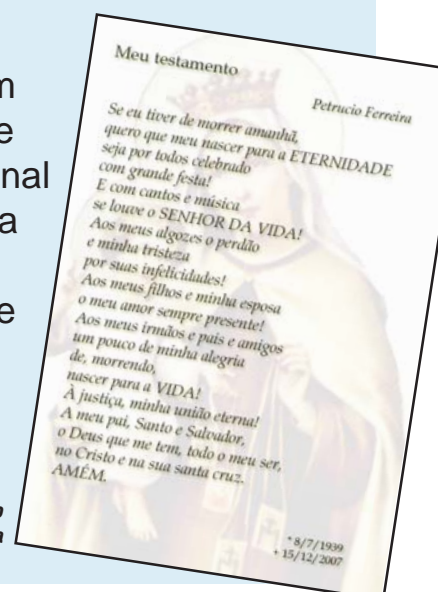 m
e
nal
a
e
a
Meu testamento
Petrucio Ferreira
Se eu tiver de morrer amanhã,
quero que meu nascer para a ETERNIDADE
seja por todos celebrado
com grande festa!
E com cantos e música
se louve o SENHOR DA VIDA!
Aos meus algozes o perdão
e minha tristeza
por suas infelicidades!
Aos meus filhos e minha esposa
o meu amor sempre presente!
Aos meus irmãos e pais e amigos
um pouco de minha alegria
de, morrendo,
nascer para a VIDA!
À justiça, minha união eterna!
A meu pai, Santo e Salvador,
o Deus que me tem, todo o meu ser,
no Cristo e na sua santa cruz.
AMÉM.
* 8/7/1939
+ 15/12/2007